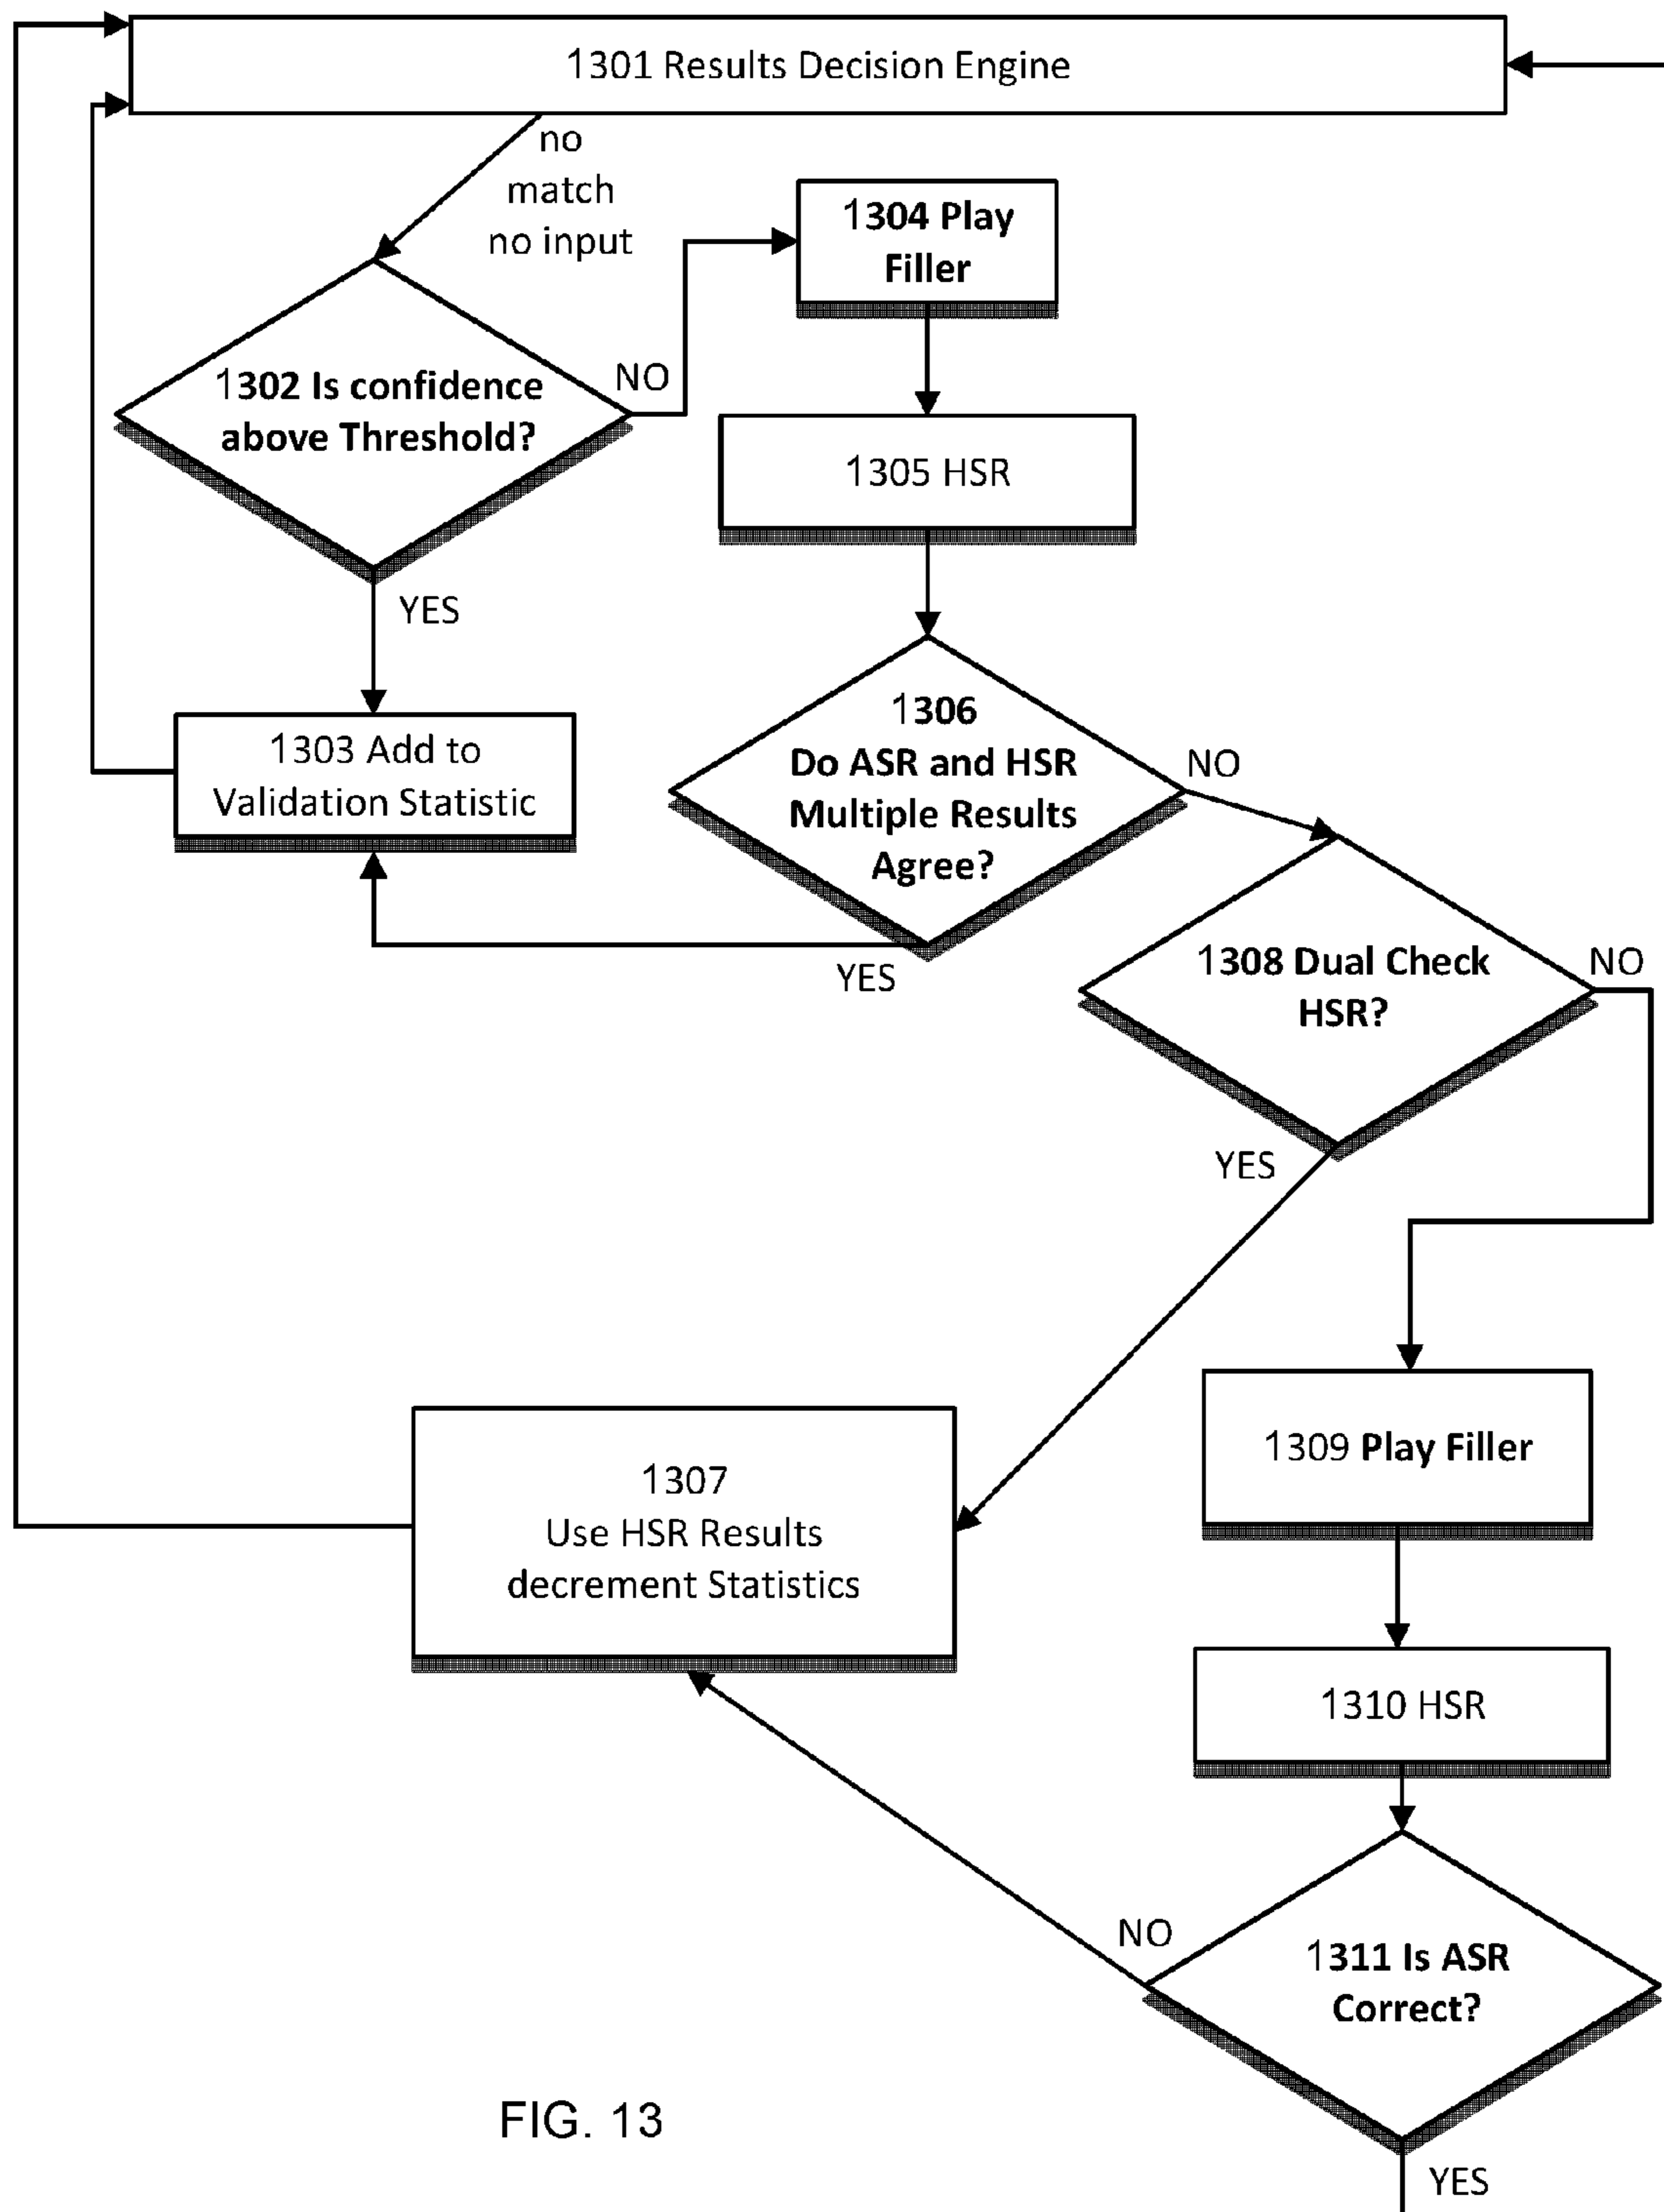 1301 Results Decision Engine
no
match
no input
1304 Play
Filler
1302 Is confidence
above Threshold?
NO
1305 HSR
YES
1303 Add to
Validation Statistic
1306
Do ASR and HSR
Multiple Results
Agree?
NO
YES
1308 Dual Check
HSR?
NO
YES
1309 Play Filler
1307
Use HSR Results
decrement Statistics
1310 HSR
NO
1311 Is ASR
Correct?
YES
FIG. 13